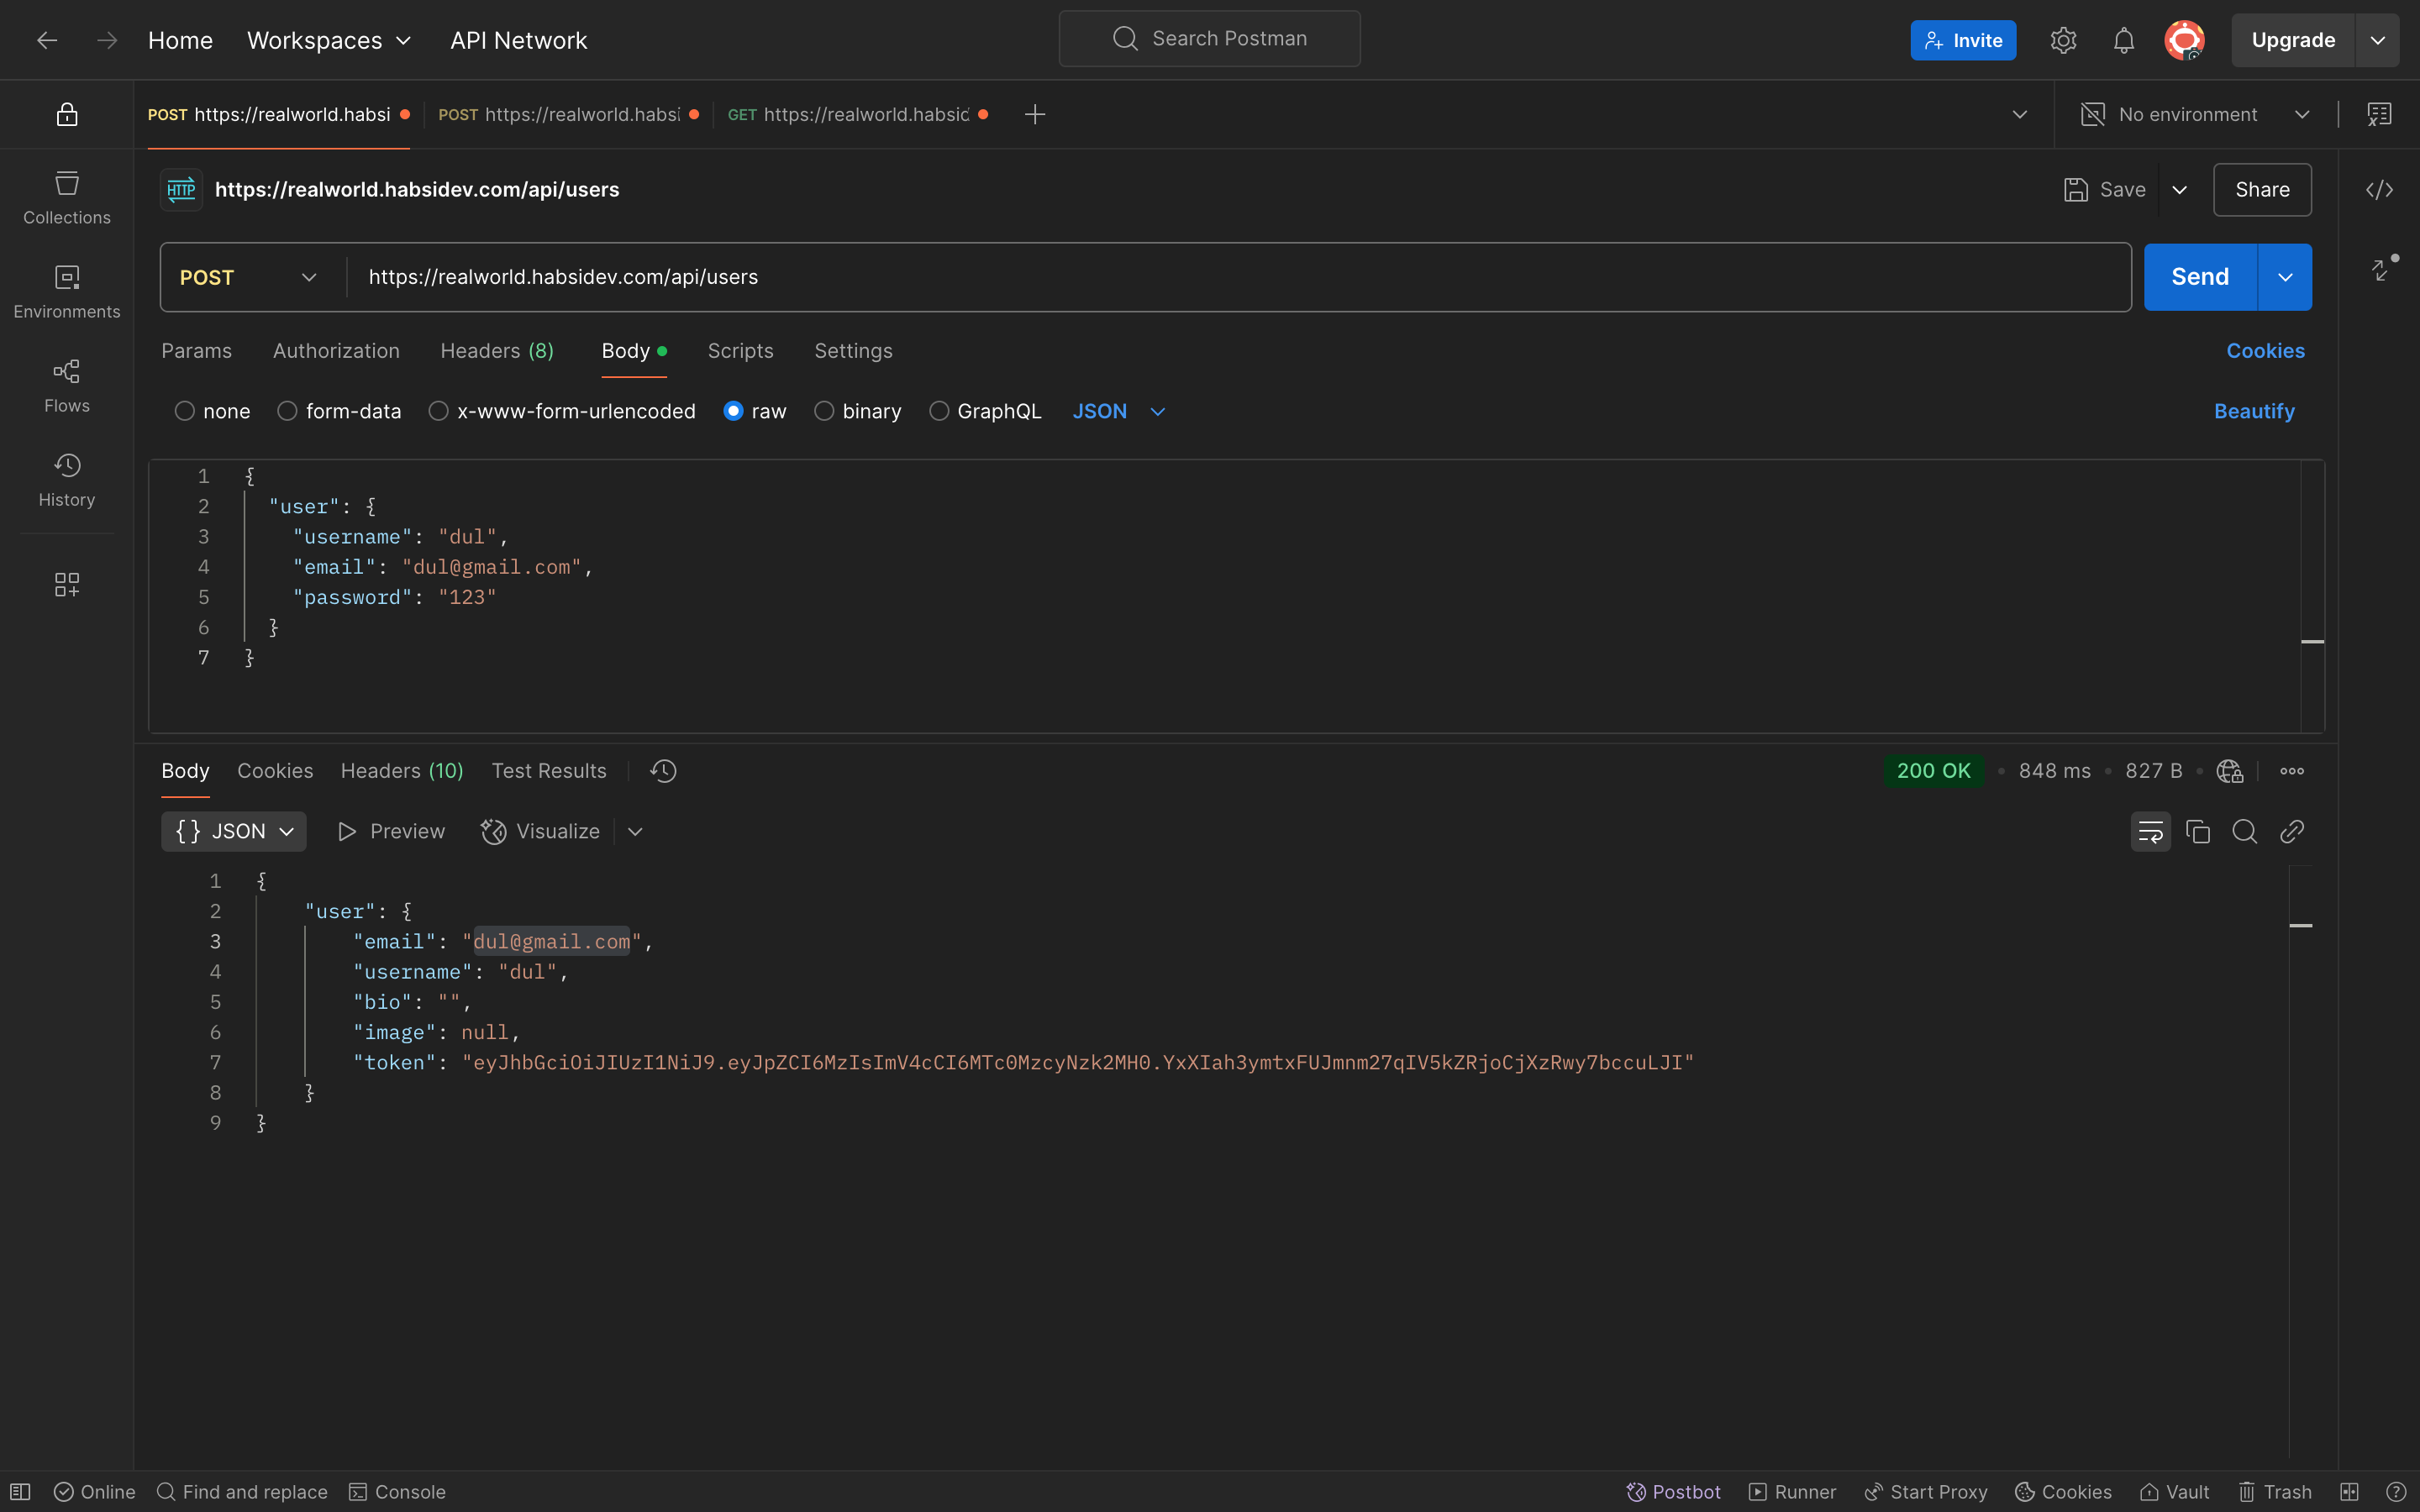 Home Workspaces API Network Search Postman Invite Upgrade
POST https://realworld.habsi POST https://realworld.habsi GET https://realworld.habsid No environment
HTTP https://realworld.habsidev.com/api/users Save Share
POST https://realworld.habsidev.com/api/users Send
Params Authorization Headers (8) Body Scripts Settings Cookies
none form-data x-www-form-urlencoded raw binary GraphQL JSON Beautify
Collections
Environments
Flows
History
1 {
2 "user": {
3 "username": "dul",
4 "email": "dul@gmail.com",
5 "password": "123"
6 }
7 }
Body Cookies Headers (10) Test Results 200 OK • 848 ms • 827 B •
{} JSON Preview Visualize
1 {
2 "user": {
3 "email": "dul@gmail.com",
4 "username": "dul",
5 "bio": "",
6 "image": null,
7 "token": "eyJhbGciOiJIUzI1NiJ9.eyJpZCI6MzIsImV4cCI6MTc0MzcyNzk2MH0.YxXIah3ymtxFUJmnm27qIV5kZRjoCjXzRwy7bccuLJI"
8 }
9 }
Online Find and replace Console Postbot Runner Start Proxy Cookies Vault Trash